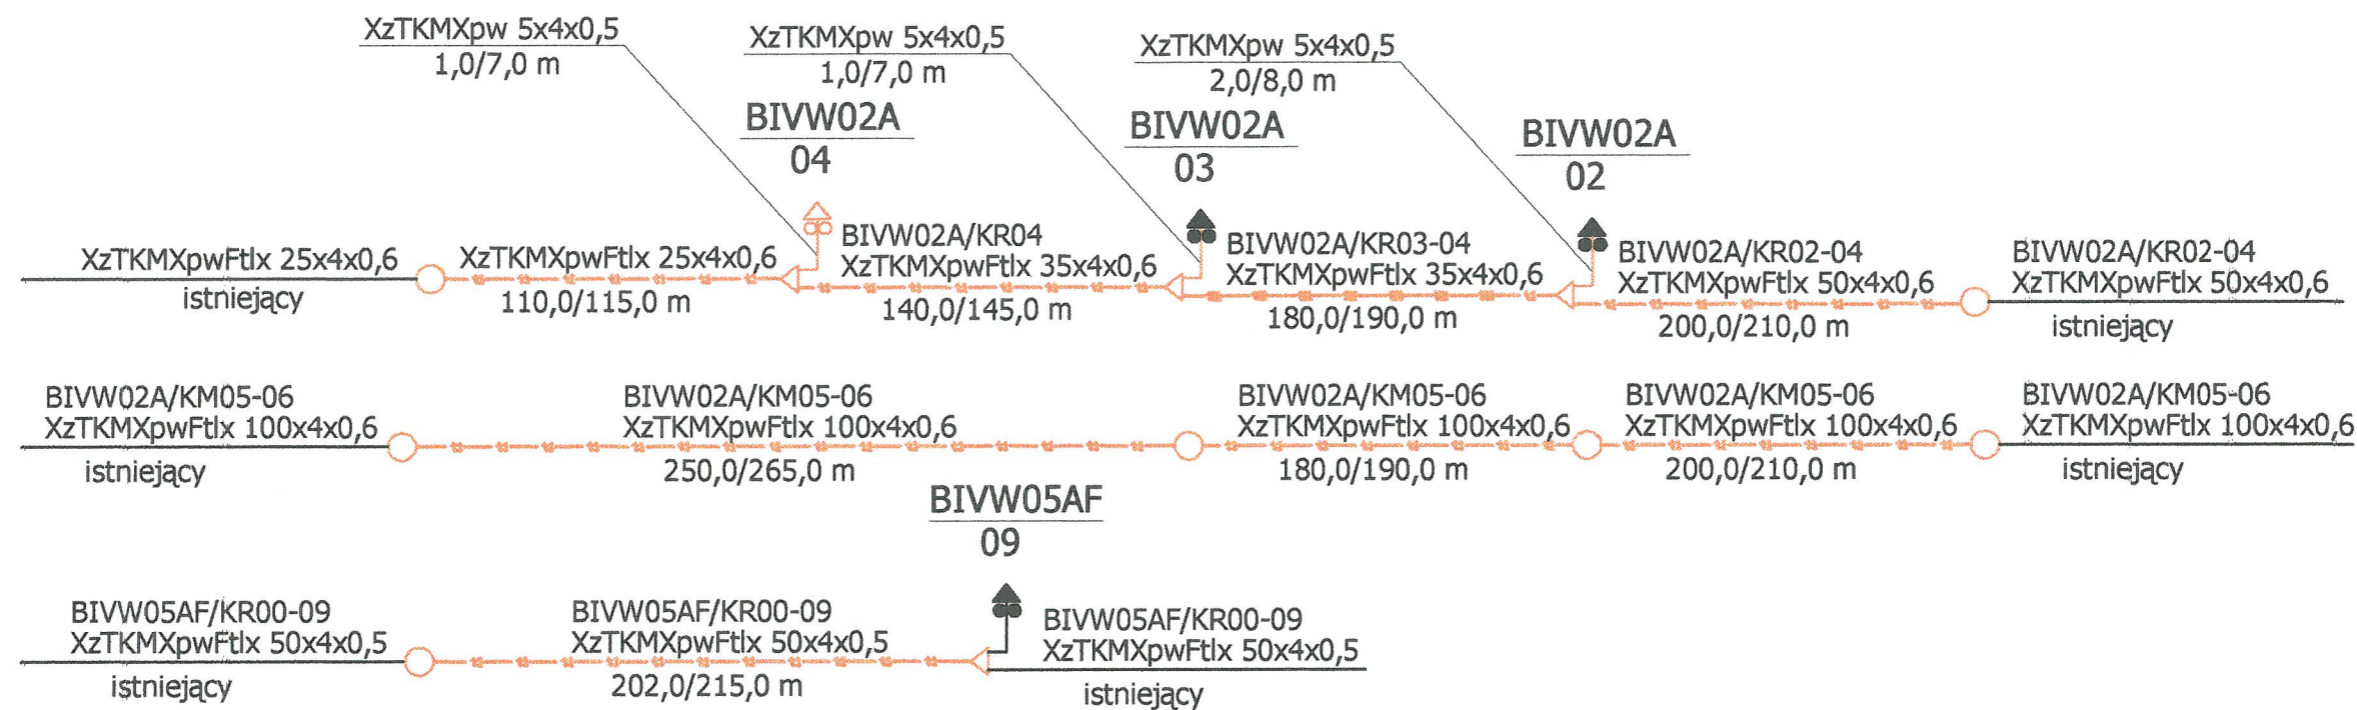 XzTKMXpw 5x4x0,5
1,0/7,0 m
XzTKMXpw 5x4x0,5
1,0/7,0 m
XzTKMXpw 5x4x0,5
2,0/8,0 m
BIVW02A
04
BIVW02A
03
BIVW02A
02
XzTKMXpwFtlx 25x4x0,6
istniejący
XzTKMXpwFtlx 25x4x0,6
110,0/115,0 m
BIVW02A/KR04
XzTKMXpwFtlx 35x4x0,6
140,0/145,0 m
BIVW02A/KR03-04
XzTKMXpwFtlx 35x4x0,6
180,0/190,0 m
BIVW02A/KR02-04
XzTKMXpwFtlx 50x4x0,6
200,0/210,0 m
BIVW02A/KR02-04
XzTKMXpwFtlx 50x4x0,6
istniejący
BIVW02A/KM05-06
XzTKMXpwFtlx 100x4x0,6
istniejący
BIVW02A/KM05-06
XzTKMXpwFtlx 100x4x0,6
250,0/265,0 m
BIVW02A/KM05-06
XzTKMXpwFtlx 100x4x0,6
180,0/190,0 m
BIVW02A/KM05-06
XzTKMXpwFtlx 100x4x0,6
200,0/210,0 m
BIVW02A/KM05-06
XzTKMXpwFtlx 100x4x0,6
istniejący
BIVW05AF
09
BIVW05AF/KR00-09
XzTKMXpwFtlx 50x4x0,5
istniejący
BIVW05AF/KR00-09
XzTKMXpwFtlx 50x4x0,5
202,0/215,0 m
BIVW05AF/KR00-09
XzTKMXpwFtlx 50x4x0,5
istniejący